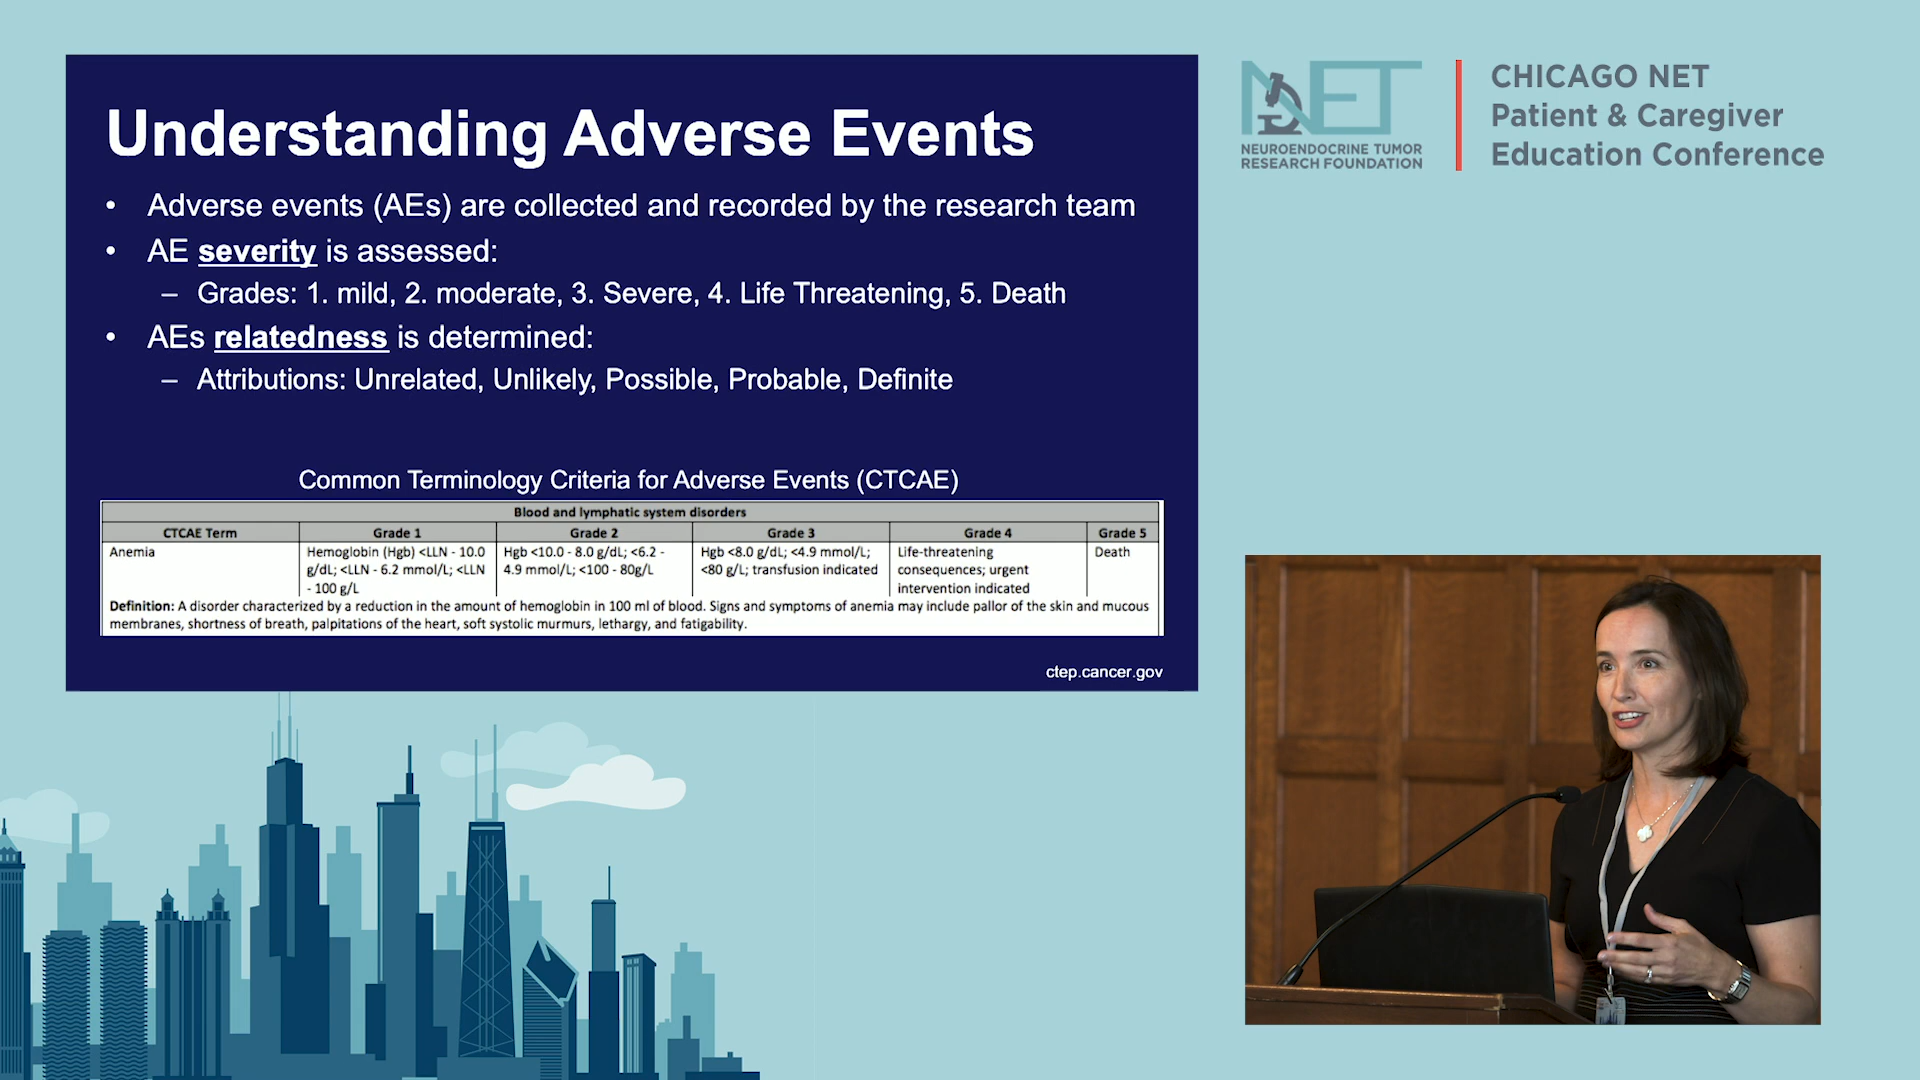 Understanding Adverse Events
• Adverse events (AEs) are collected and recorded by the research team
• AE severity is assessed:
– Grades: 1. mild, 2. moderate, 3. Severe, 4. Life Threatening, 5. Death
• AEs relatedness is determined:
– Attributions: Unrelated, Unlikely, Possible, Probable, Definite
Common Terminology Criteria for Adverse Events (CTCAE)
Blood and lymphatic system disorders
CTCAE Term Grade 1 Grade 2 Grade 3 Grade 4 Grade 5
Anemia Hemoglobin (Hgb) <LLN - 10.0 Hgb <10.0 - 8.0 g/dL; <6.2 - Hgb <8.0 g/dL; <4.9 mmol/L; Life-threatening Death
g/dL; <LLN - 6.2 mmol/L; <LLN 4.9 mmol/L; <100 - 80g/L <80 g/L; transfusion indicated consequences; urgent
- 100 g/L intervention indicated
Definition: A disorder characterized by a reduction in the amount of hemoglobin in 100 ml of blood. Signs and symptoms of anemia may include pallor of the skin and mucous
membranes, shortness of breath, palpitations of the heart, soft systolic murmurs, lethargy, and fatigability.
ctep.cancer.gov
NET
NEUROENDOCRINE TUMOR
RESEARCH FOUNDATION
CHICAGO NET
Patient & Caregiver
Education Conference